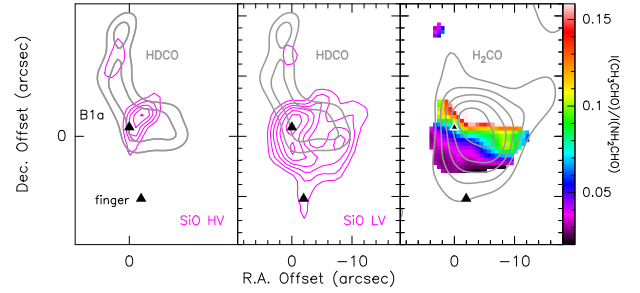 HDCO
HDCO
H₂CO
B1a
finger
SiO HV
SiO LV
Dec. Offset (arcsec)
0
0
0
−10
0
−10
R.A. Offset (arcsec)
0.15
0.10
0.05
I(CH₃CHO)/I(NH₂CHO)